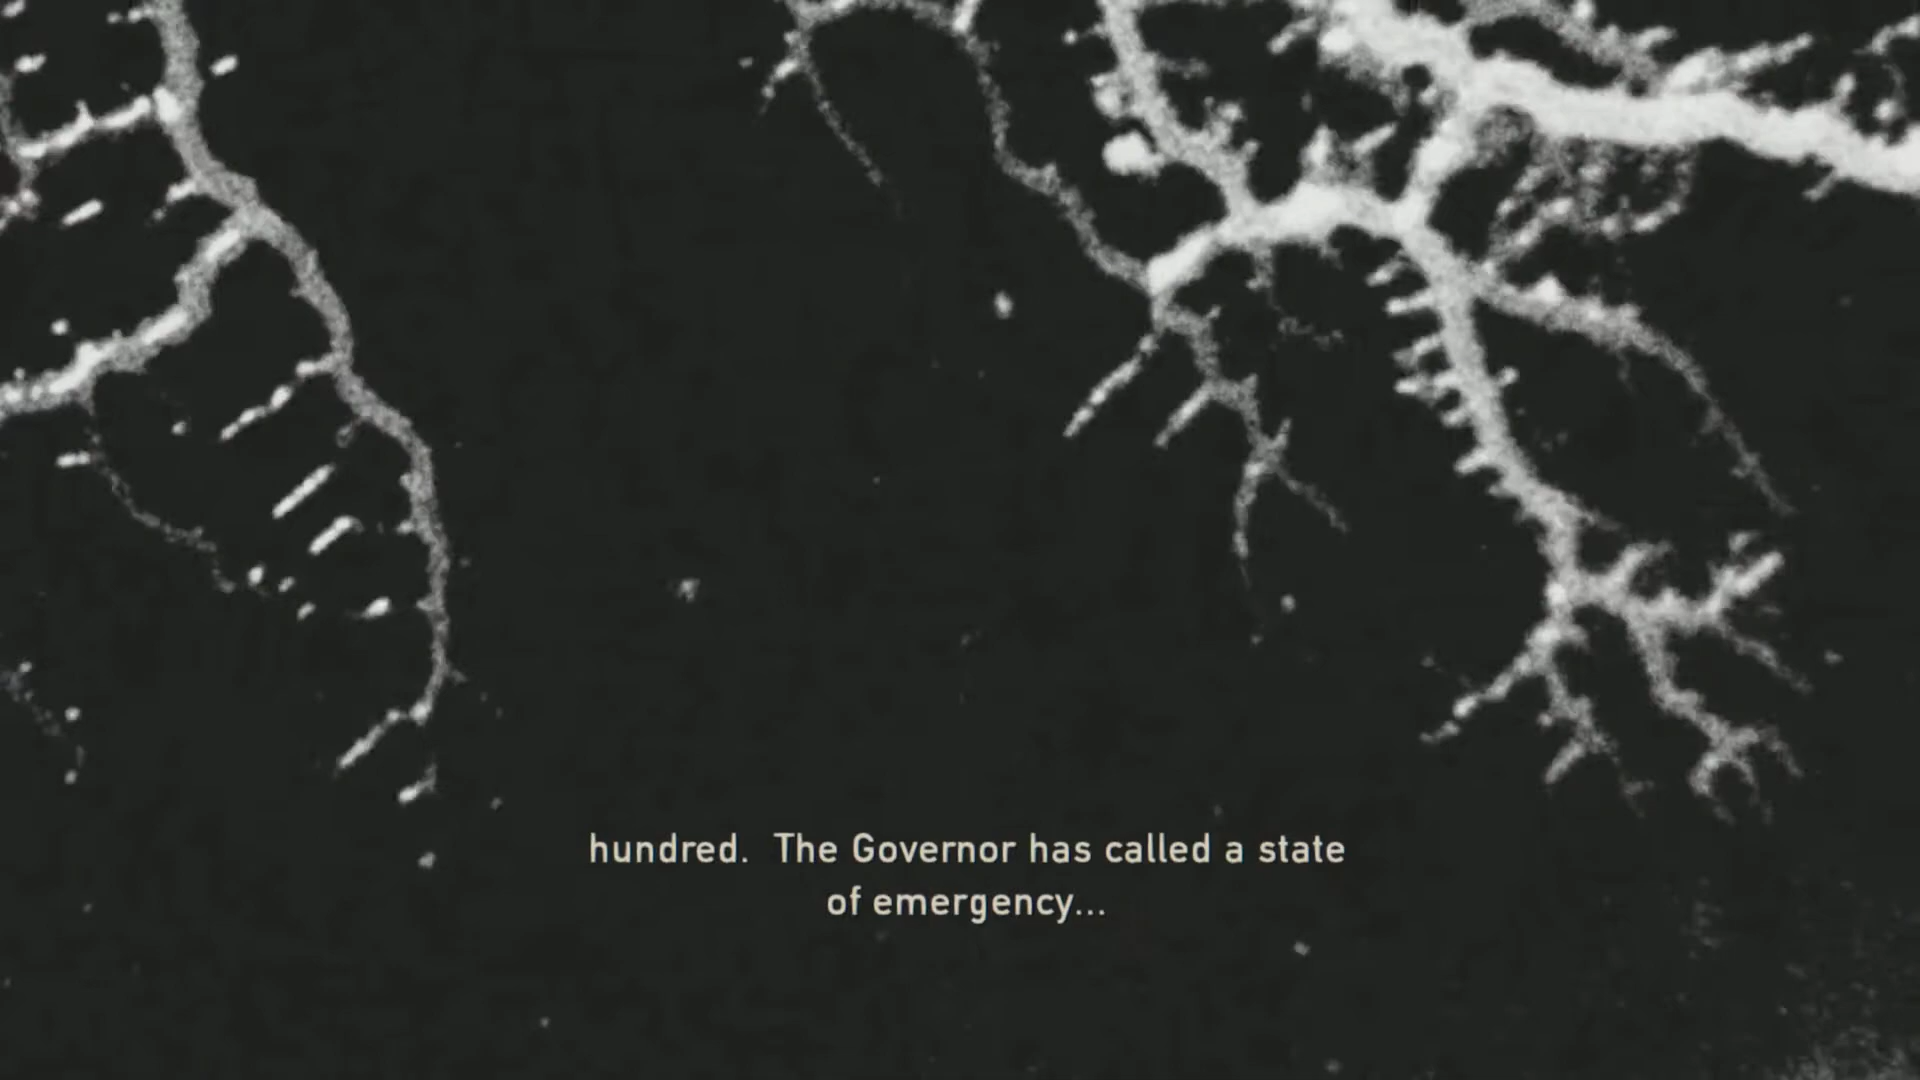 hundred.  The Governor has called a state
of emergency...